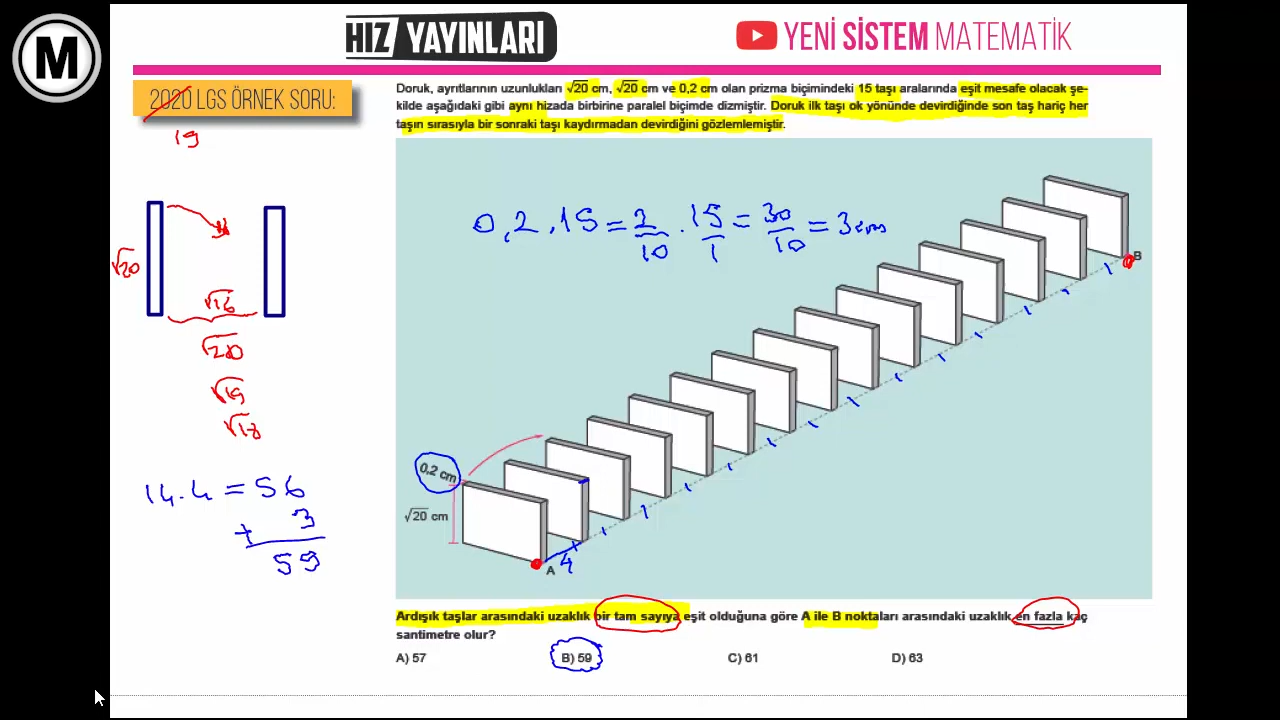 M
HIZ YAYINLARI
YENİ SİSTEM MATEMATİK
2020 LGS ÖRNEK SORU:
19
Doruk, ayrıtlarının uzunlukları √20 cm, √20 cm ve 0,2 cm olan prizma biçimindeki 15 taşı aralarında eşit mesafe olacak şe-
kilde aşağıdaki gibi aynı hizada birbirine paralel biçimde dizmiştir. Doruk ilk taşı ok yönünde devirdiğinde son taş hariç her
taşın sırasıyla bir sonraki taşı kaydırmadan devirdiğini gözlemlemiştir.
0,2 . 15 = 2/10 . 15/1 = 30/10 = 3 cm
B
√20
√16
√20
√19
√18
0,2 cm
√20 cm
A
4
14.4 = 56
+ 3
59
Ardışık taşlar arasındaki uzaklık bir tam sayıya eşit olduğuna göre A ile B noktaları arasındaki uzaklık en fazla kaç
santimetre olur?
A) 57 B) 59 C) 61 D) 63